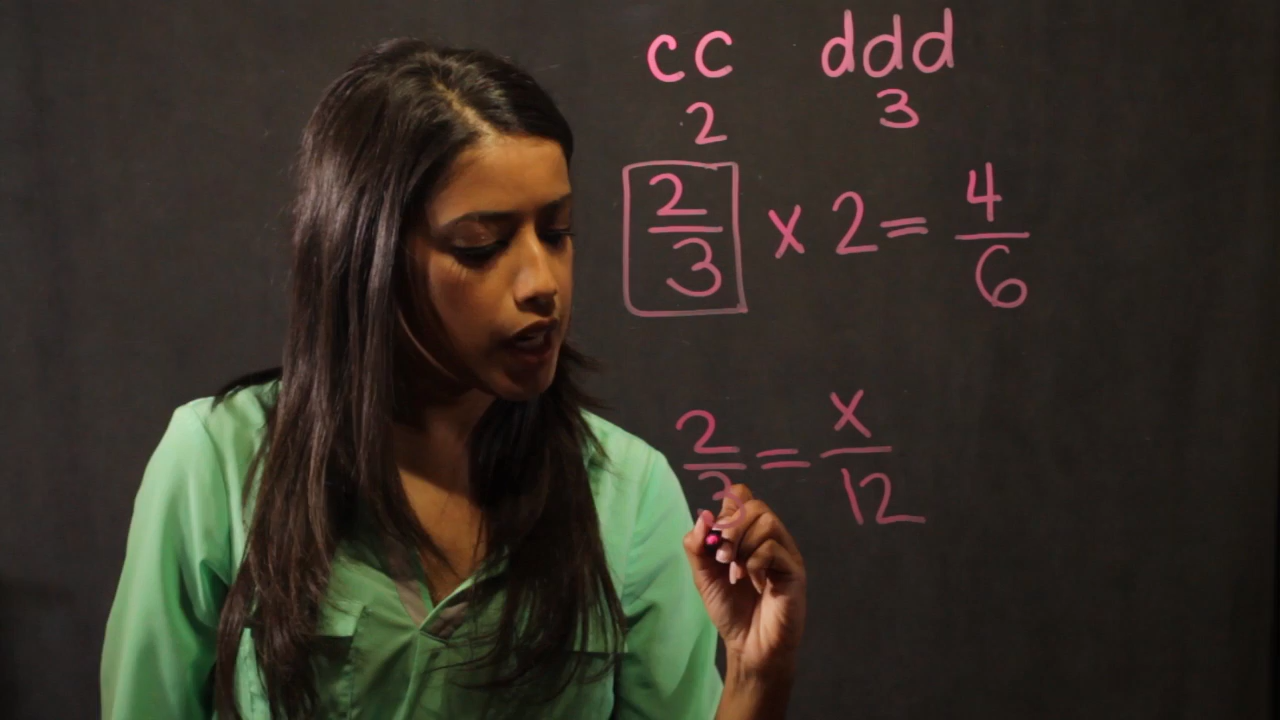 cc ddd
2 3
2/3 x 2 = 4/6
2/3 = x/12